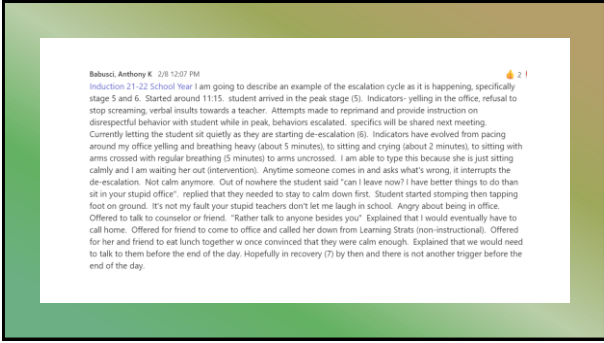 Babusci, Anthony K 2/8 12:07 PM 👍 2 !
Induction 21-22 School Year I am going to describe an example of the escalation cycle as it is happening, specifically
stage 5 and 6. Started around 11:15. student arrived in the peak stage (5). Indicators- yelling in the office, refusal to
stop screaming, verbal insults towards a teacher. Attempts made to reprimand and provide instruction on
disrespectful behavior with student while in peak, behaviors escalated. specifics will be shared next meeting.
Currently letting the student sit quietly as they are starting de-escalation (6). Indicators have evolved from pacing
around my office yelling and breathing heavy (about 5 minutes), to sitting and crying (about 2 minutes), to sitting with
arms crossed with regular breathing (5 minutes) to arms uncrossed. I am able to type this because she is just sitting
calmly and I am waiting her out (intervention). Anytime someone comes in and asks what's wrong, it interrupts the
de-escalation. Not calm anymore. Out of nowhere the student said "can I leave now? I have better things to do than
sit in your stupid office". replied that they needed to stay to calm down first. Student started stomping then tapping
foot on ground. It's not my fault your stupid teachers don't let me laugh in school. Angry about being in office.
Offered to talk to counselor or friend. "Rather talk to anyone besides you" Explained that I would eventually have to
call home. Offered for friend to come to office and called her down from Learning Strats (non-instructional). Offered
for her and friend to eat lunch together w once convinced that they were calm enough. Explained that we would need
to talk to them before the end of the day. Hopefully in recovery (7) by then and there is not another trigger before the
end of the day.